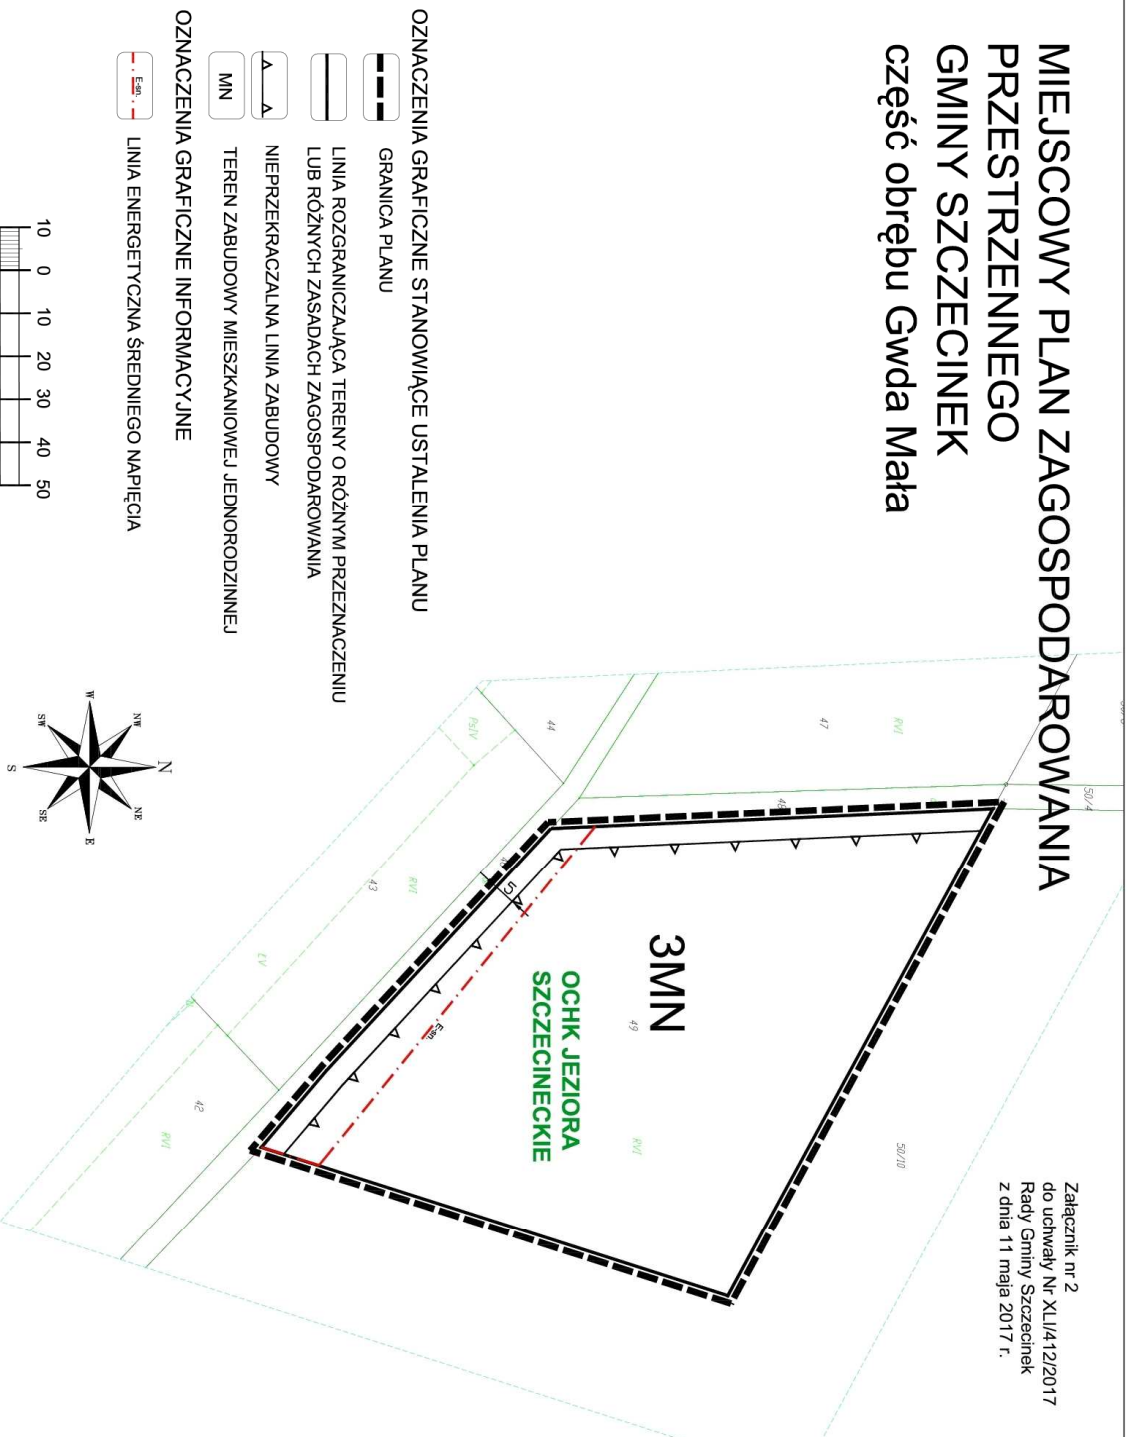 MIEJSCOWY PLAN ZAGOSPODAROWANIA
PRZESTRZENNEGO
GMINY SZCZECINEK
część obrębu Gwda Mała
Załącznik nr 2
do uchwały Nr XLI/412/2017
Rady Gminy Szczecinek
z dnia 11 maja 2017 r.
OZNACZENIA GRAFICZNE STANOWIĄCE USTALENIA PLANU
GRANICA PLANU
LINIA ROZGRANICZAJĄCA TERENY O RÓŻNYM PRZEZNACZENIU
LUB RÓŻNYCH ZASADACH ZAGOSPODAROWANIA
NIEPRZEKRACZALNA LINIA ZABUDOWY
MN
TEREN ZABUDOWY MIESZKANIOWEJ JEDNORODZINNEJ
OZNACZENIA GRAFICZNE INFORMACYJNE
E-sn.
LINIA ENERGETYCZNA ŚREDNIEGO NAPIĘCIA
10 0 10 20 30 40 50
50/4
RVI
47
44
PsIV
48
5
RVI
43
ŁV
3MN
OCHK JEZIORA
SZCZECINECKIE
49
E-sn.
RVI
50/10
42
RVI
N
NW
NE
W
E
SW
SE
S